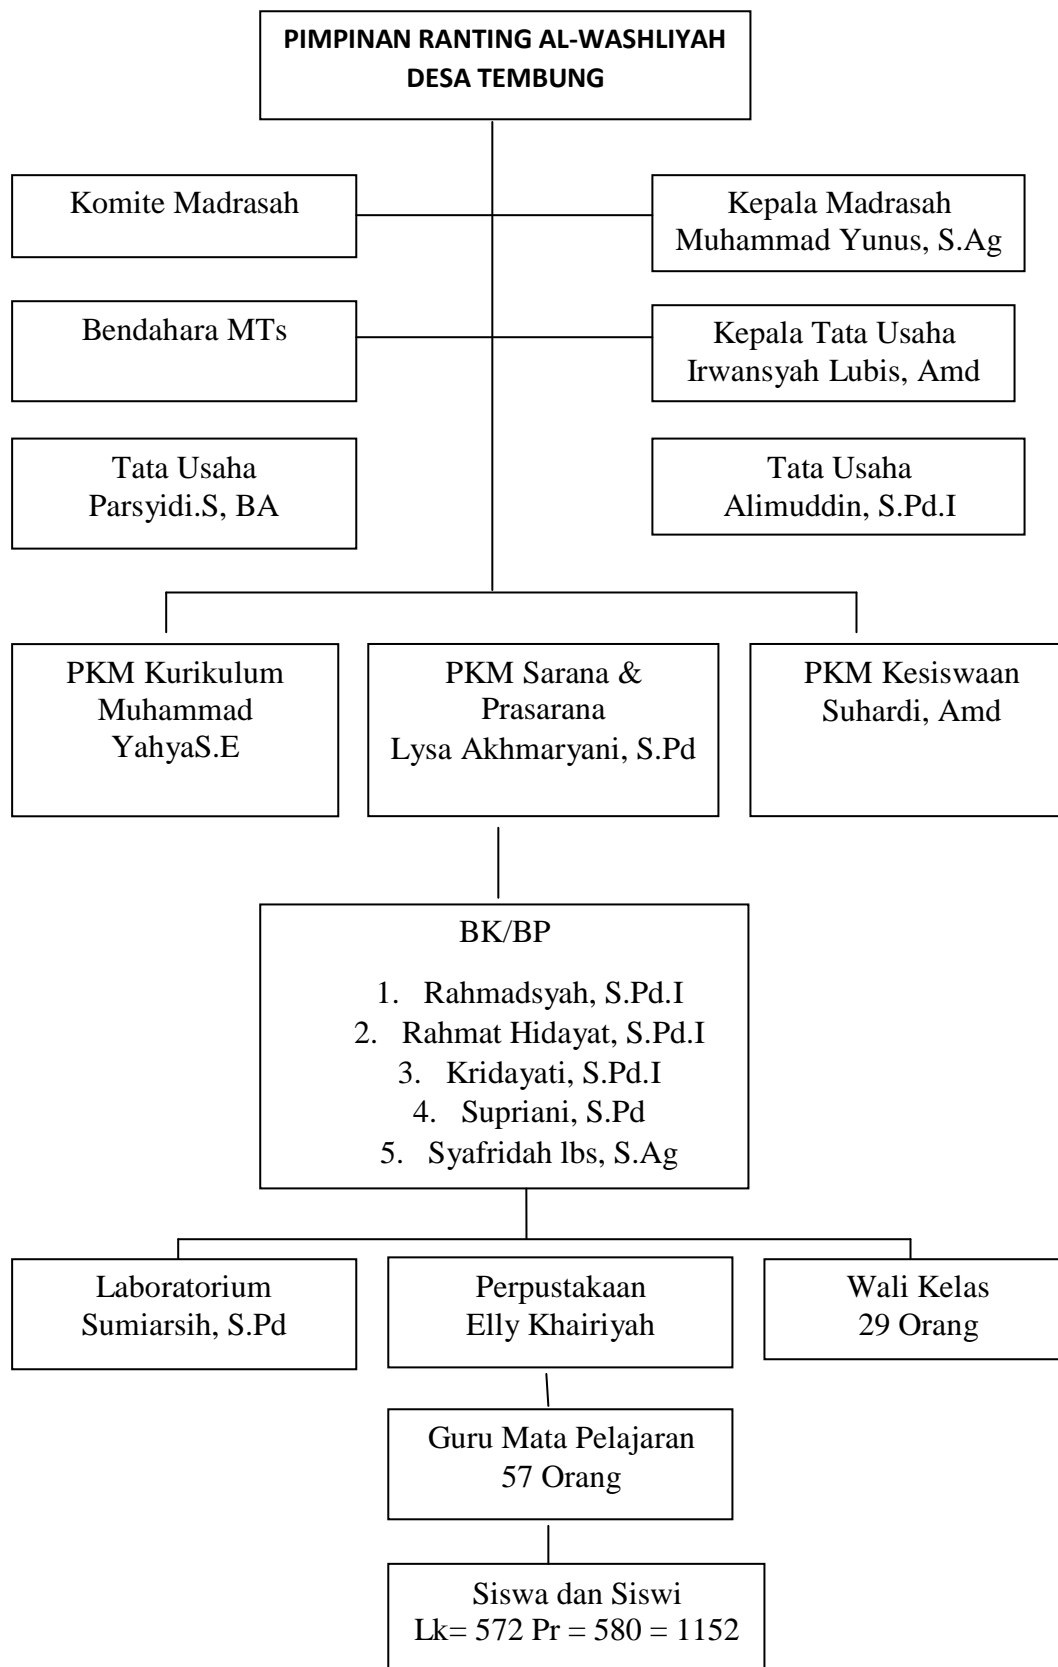 PIMPINAN RANTING AL-WASHLIYAH
DESA TEMBUNG
Komite Madrasah
Kepala Madrasah
Muhammad Yunus, S.Ag
Bendahara MTs
Kepala Tata Usaha
Irwansyah Lubis, Amd
Tata Usaha
Parsyidi.S, BA
Tata Usaha
Alimuddin, S.Pd.I
PKM Kurikulum
Muhammad
YahyaS.E
PKM Sarana &
Prasarana
Lysa Akhmaryani, S.Pd
PKM Kesiswaan
Suhardi, Amd
BK/BP
1. Rahmadsyah, S.Pd.I
2. Rahmat Hidayat, S.Pd.I
3. Kridayati, S.Pd.I
4. Supriani, S.Pd
5. Syafridah lbs, S.Ag
Laboratorium
Sumiarsih, S.Pd
Perpustakaan
Elly Khairiyah
Wali Kelas
29 Orang
Guru Mata Pelajaran
57 Orang
Siswa dan Siswi
Lk= 572 Pr = 580 = 1152